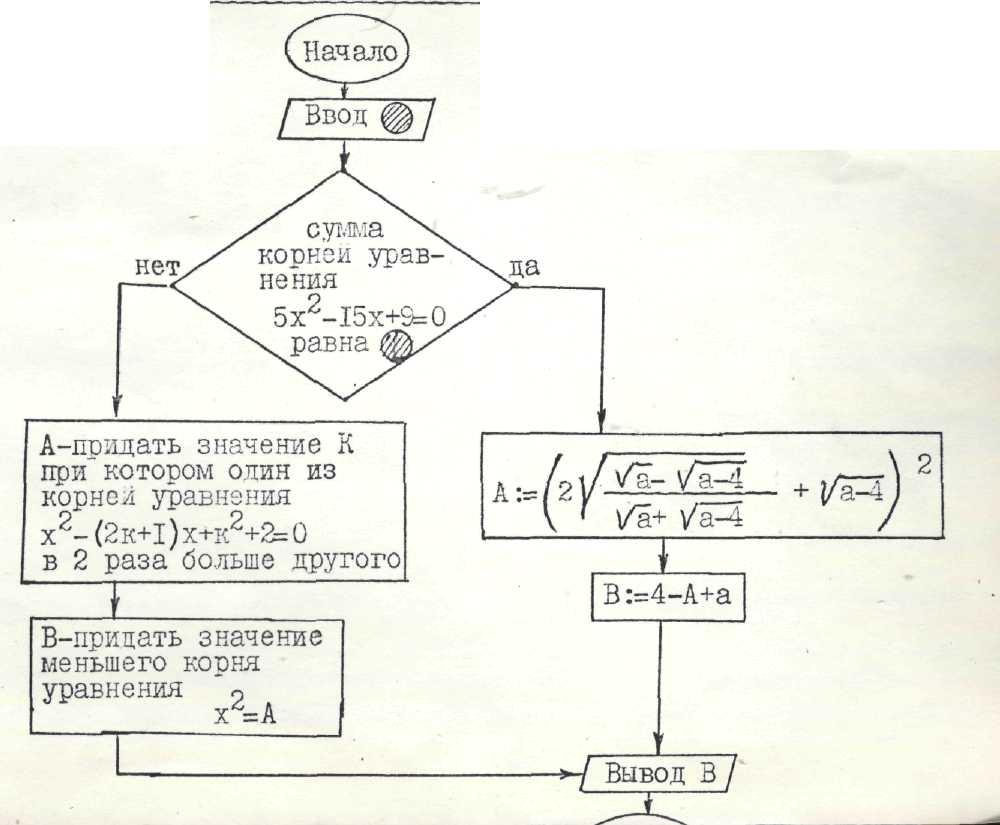 Начало
Ввод
сумма
корней урав-
нения
5x²-I5x+9=0
равна
нет
да
А-придать значение К
при котором один из
корней уравнения
x²-(2к+I)x+к²+2=0
в 2 раза больше другого
В-придать значение
меньшего корня
уравнения
x²=А
А:=(2√((√a-√(a-4))/(√a+√(a-4)))+√(a-4))²
В:=4-А+а
Вывод В